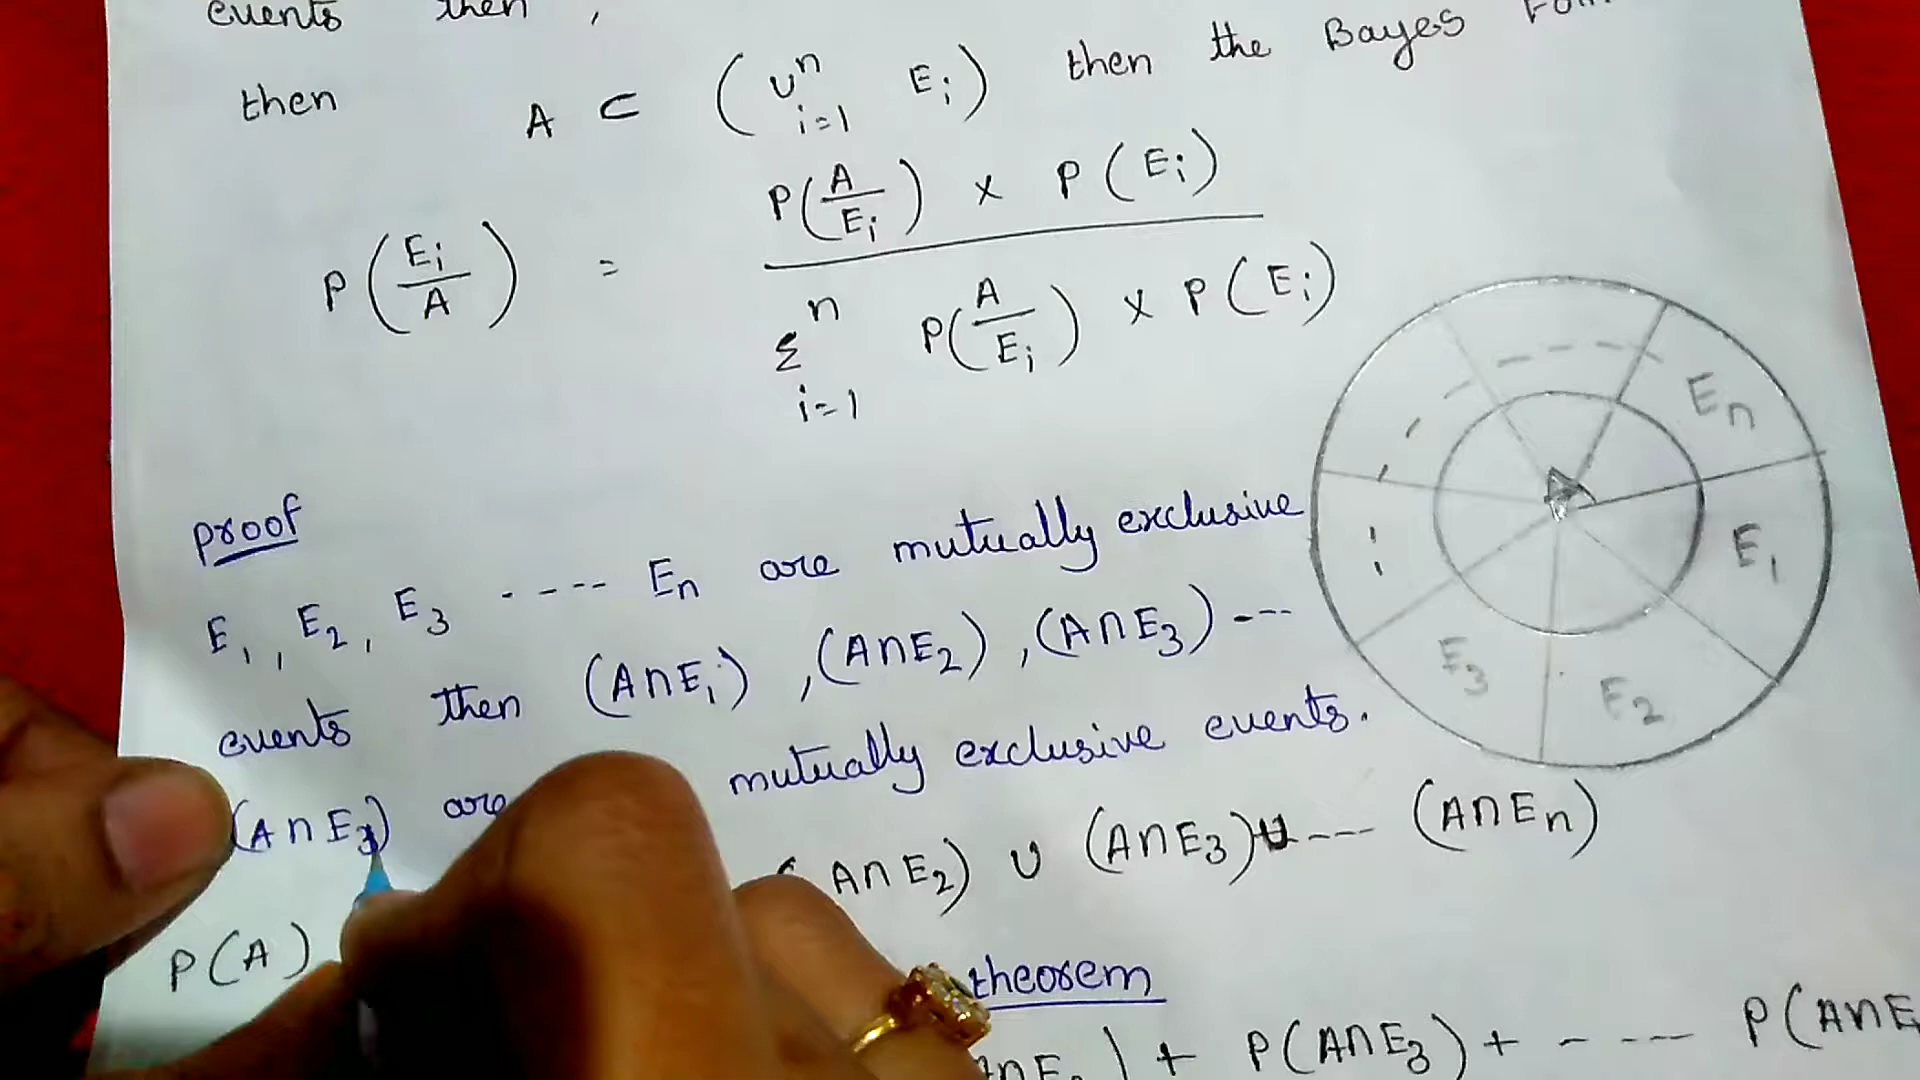 events then,
then A ⊂ (∪ⁿᵢ₌₁ Eᵢ) then the Bayes
P(Eᵢ/A) = P(A/Eᵢ) × P(Eᵢ)
Σⁿᵢ₌₁ P(A/Eᵢ) × P(Eᵢ)
proof
E₁, E₂, E₃ ---- Eₙ are mutually exclusive
events then (A∩E₁), (A∩E₂), (A∩E₃) ---
(A∩E₃) are mutually exclusive events.
(A∩E₂) ∪ (A∩E₃) ∪ --- (A∩Eₙ)
P(A)
theorem
+ P(A∩E₃) + ---- P(A∩E
Eₙ
E₁
E₂
E₃
A